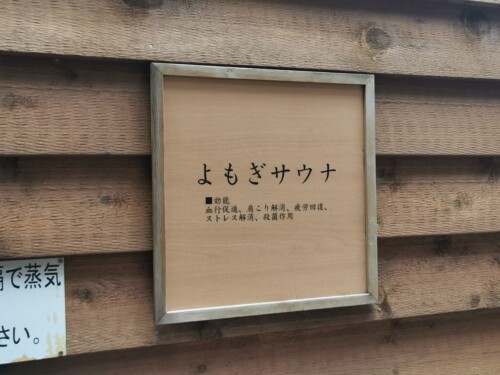 よもぎサウナ
■効能
血行促進、肩こり解消、疲労回復、
ストレス解消、殺菌作用
で蒸気
さい。